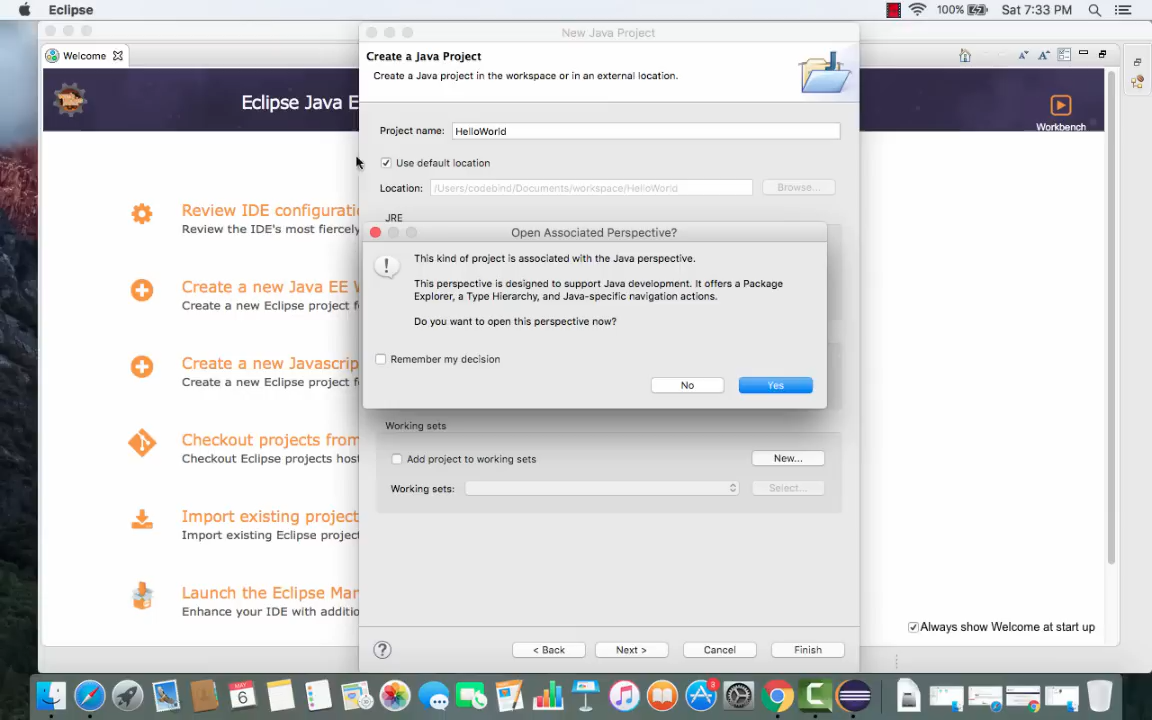 Eclipse
100%
Sat 7:33 PM
Welcome
New Java Project
Create a Java Project
Create a Java project in the workspace or in an external location.
Eclipse Java E
Workbench
Project name:
HelloWorld
Use default location
Location:
/Users/codebind/Documents/workspace/HelloWorld
Browse...
JRE
Review IDE configurati
Review the IDE's most fiercely
Create a new Java EE W
Create a new Eclipse project f
Create a new Javascrip
Create a new Eclipse project f
Checkout projects from
Checkout Eclipse projects host
Import existing project
Import existing Eclipse projec
Launch the Eclipse Mar
Enhance your IDE with additio
Open Associated Perspective?
This kind of project is associated with the Java perspective.
This perspective is designed to support Java development. It offers a Package
Explorer, a Type Hierarchy, and Java-specific navigation actions.
Do you want to open this perspective now?
Remember my decision
No
Yes
Working sets
Add project to working sets
New...
Working sets:
Select...
Always show Welcome at start up
?
< Back
Next >
Cancel
Finish
6
3